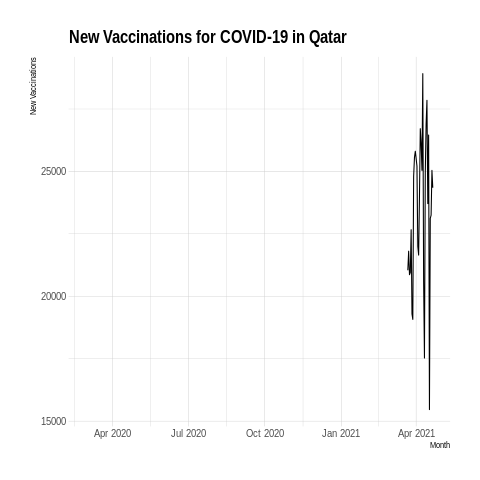 New Vaccinations for COVID-19 in Qatar
New Vaccinations
25000
20000
15000
Apr 2020 Jul 2020 Oct 2020 Jan 2021 Apr 2021
Month